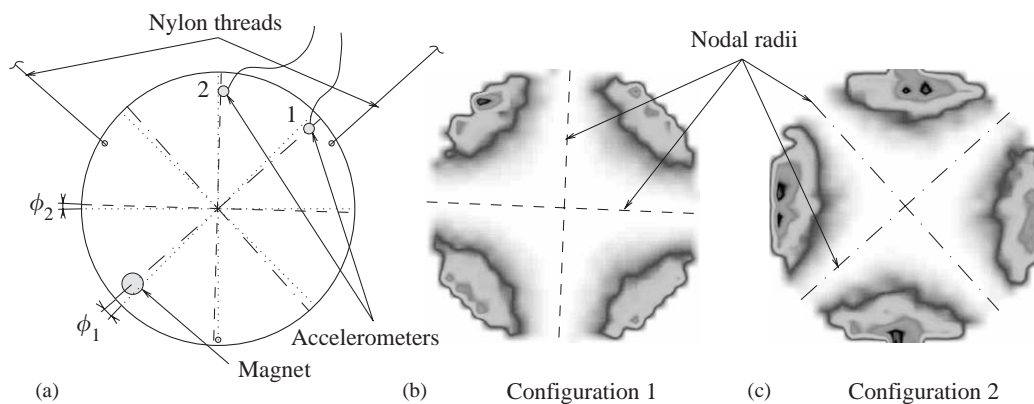 Nylon threads
2
1
ϕ2
ϕ1
Accelerometers
Magnet
(a)
Nodal radii
(b)
Configuration 1
(c)
Configuration 2